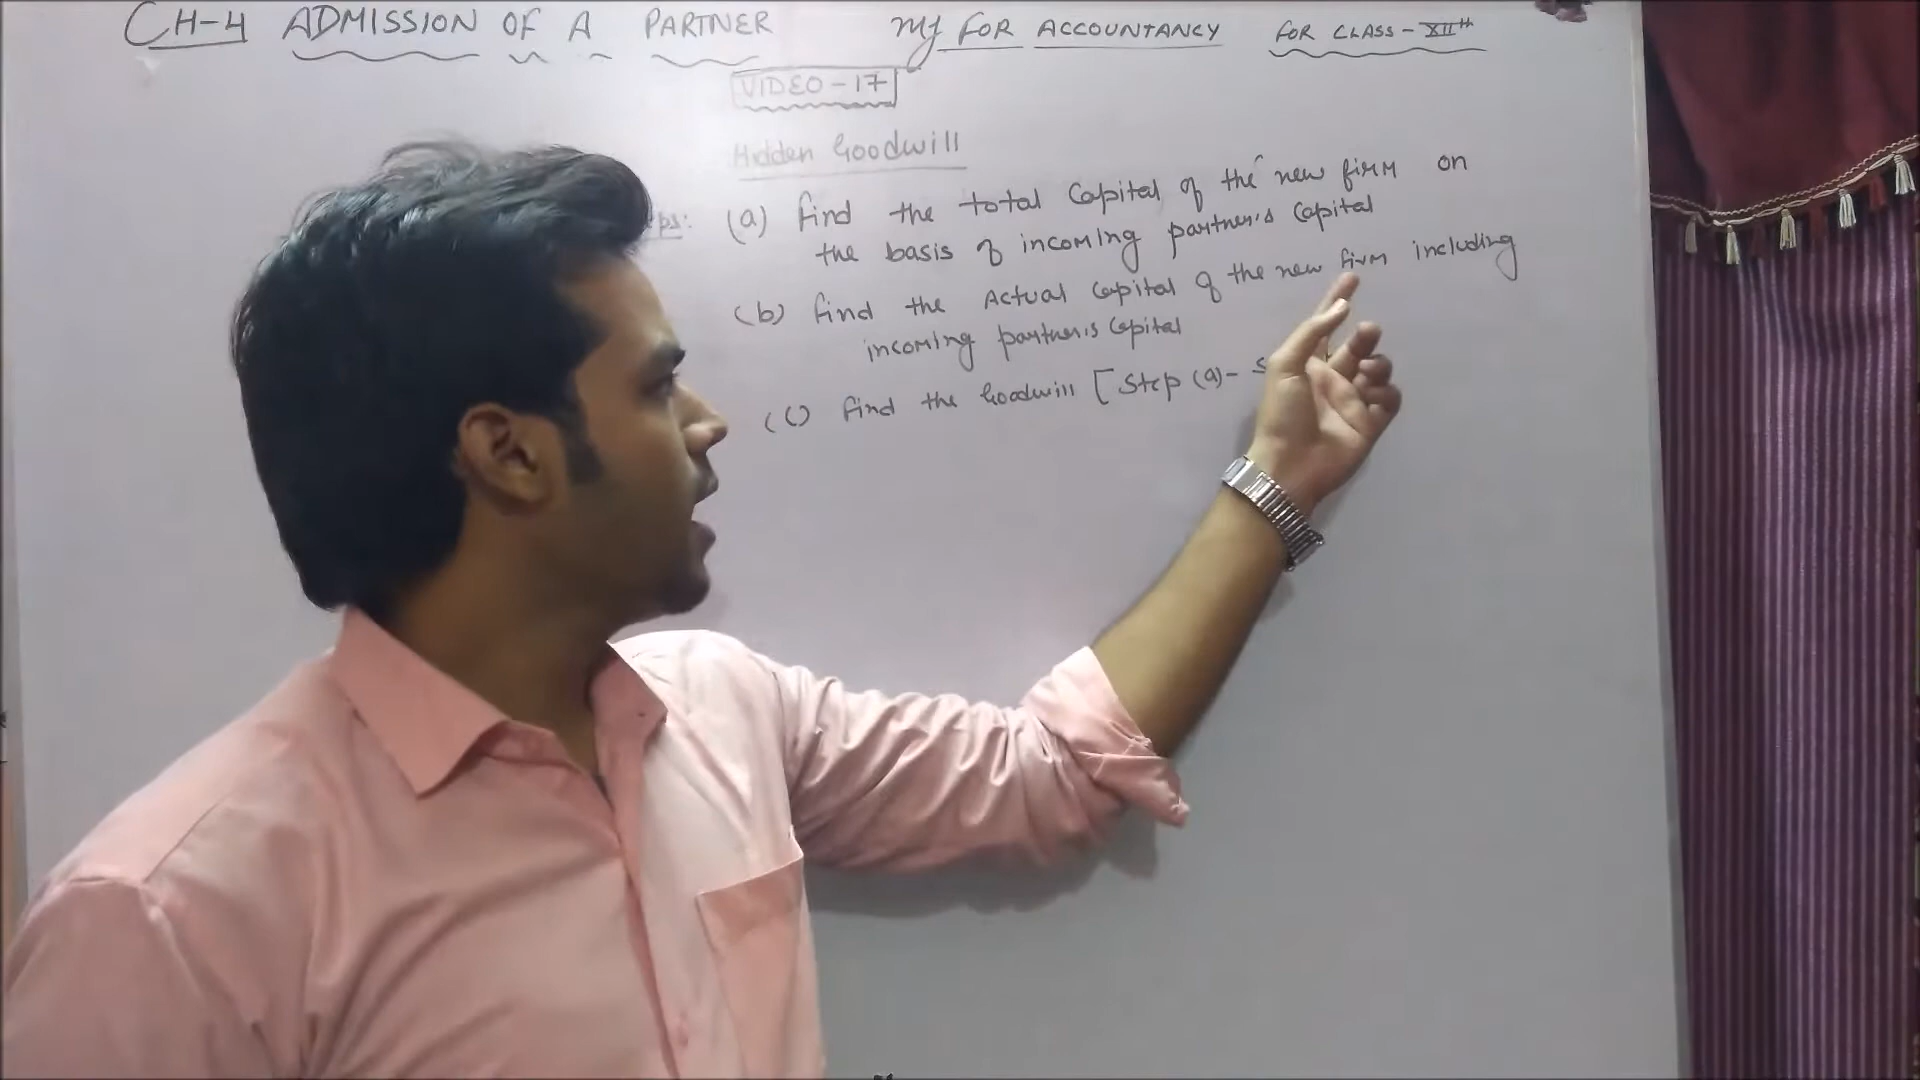 CH-4 ADMISSION OF A PARTNER MJ FOR ACCOUNTANCY FOR CLASS-XIIth
VIDEO-17
Hidden Goodwill
ps: (a) find the total Capital of the new firm on
the basis of incoming partner's Capital
(b) find the Actual Capital of the new firm including
incoming partner's Capital
(c) find the Goodwill [Step (a)- S